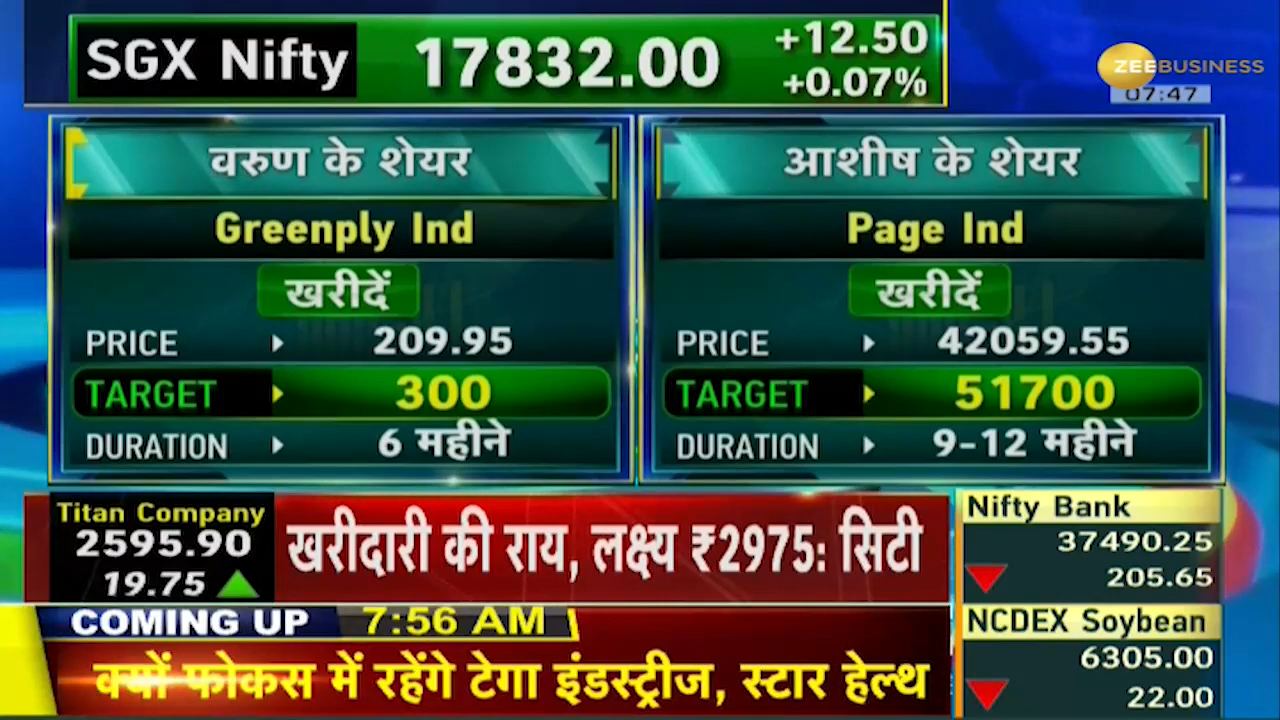 SGX Nifty 17832.00 +12.50 +0.07%
ZEEBUSINESS
07:47
वरुण के शेयर
Greenply Ind
खरीदें
PRICE 209.95
TARGET 300
DURATION 6 महीने
आशीष के शेयर
Page Ind
खरीदें
PRICE 42059.55
TARGET 51700
DURATION 9-12 महीने
Titan Company
2595.90
19.75
खरीदारी की राय, लक्ष्य ₹2975: सिटी
Nifty Bank
37490.25
205.65
COMING UP 7:56 AM
क्यों फोकस में रहेंगे टेगा इंडस्ट्रीज, स्टार हेल्थ
NCDEX Soybean
6305.00
22.00